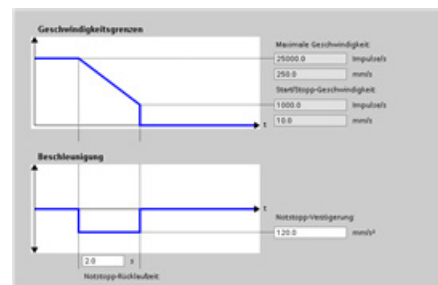 Geschwindigkeitsgrenzen
Maximale Geschwindigkeit:
25000.0 Impulse/s
250.0 mm/s
Start/Stopp-Geschwindigkeit:
1000.0 Impulse/s
10.0 mm/s
t
Beschleunigung
t
Notstopp-Verzögerung:
120.0 mm/s²
2.0 s
Notstopp-Rücklaufzeit: